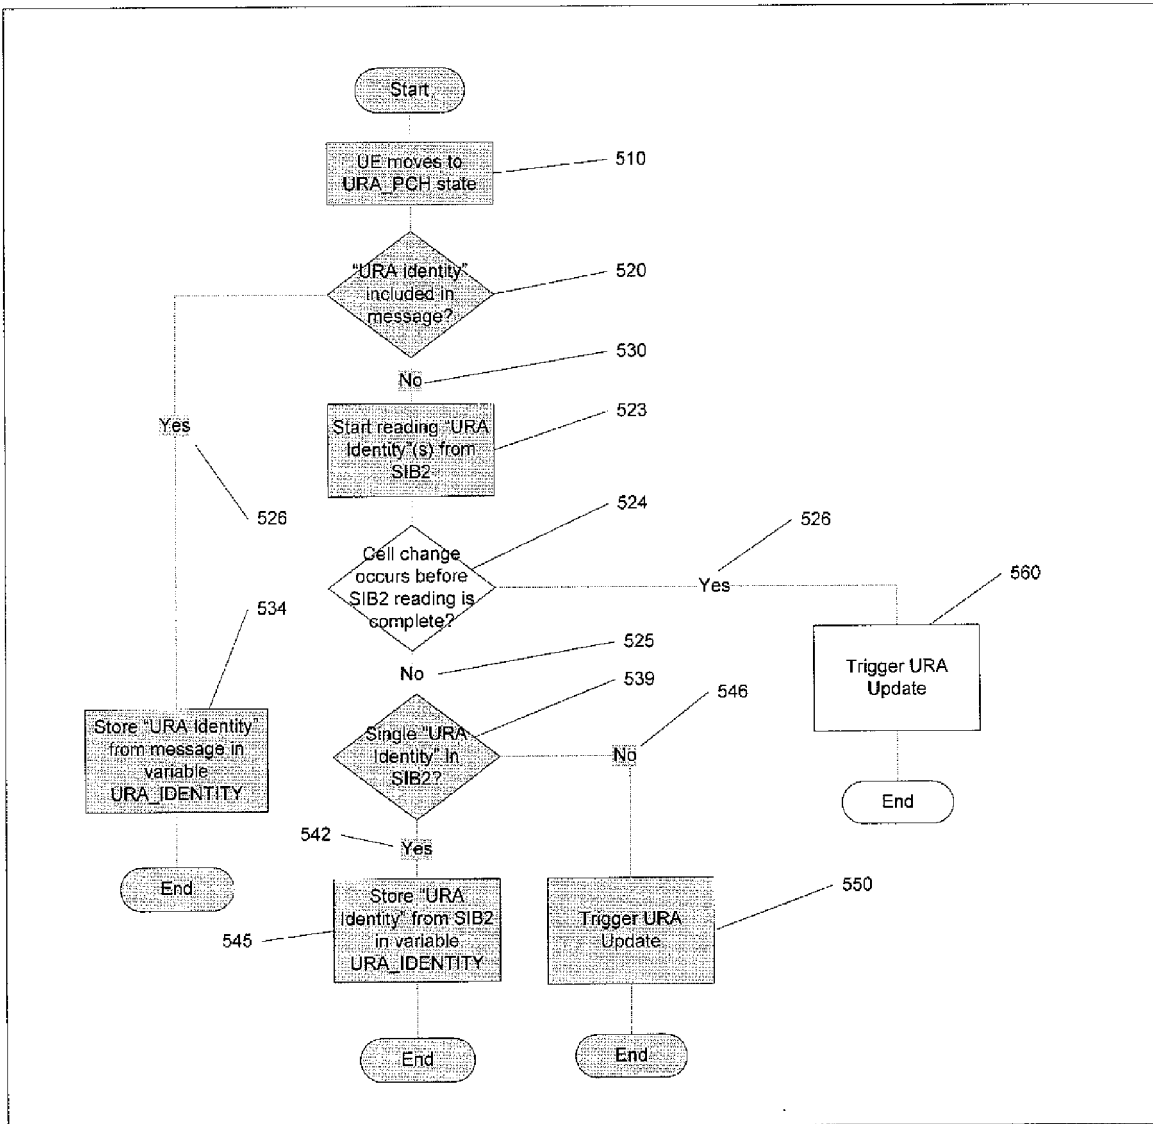 Start
UE moves to
URA_PCH state
510
"URA identity"
included in
message?
520
530
No
523
Start reading "URA
Identity"(s) from
SIB2
Yes
526
524
526
Cell change
occurs before
SIB2 reading is
complete?
Yes
560
534
525
Trigger URA
Update
No
539
546
Store "URA Identity"
from message in
variable
URA_IDENTITY
Single "URA
Identity" In
SIB2?
No
End
542
Yes
End
550
Store "URA
Identity" from SIB2
in variable
URA_IDENTITY
545
Trigger URA
Update
End
End